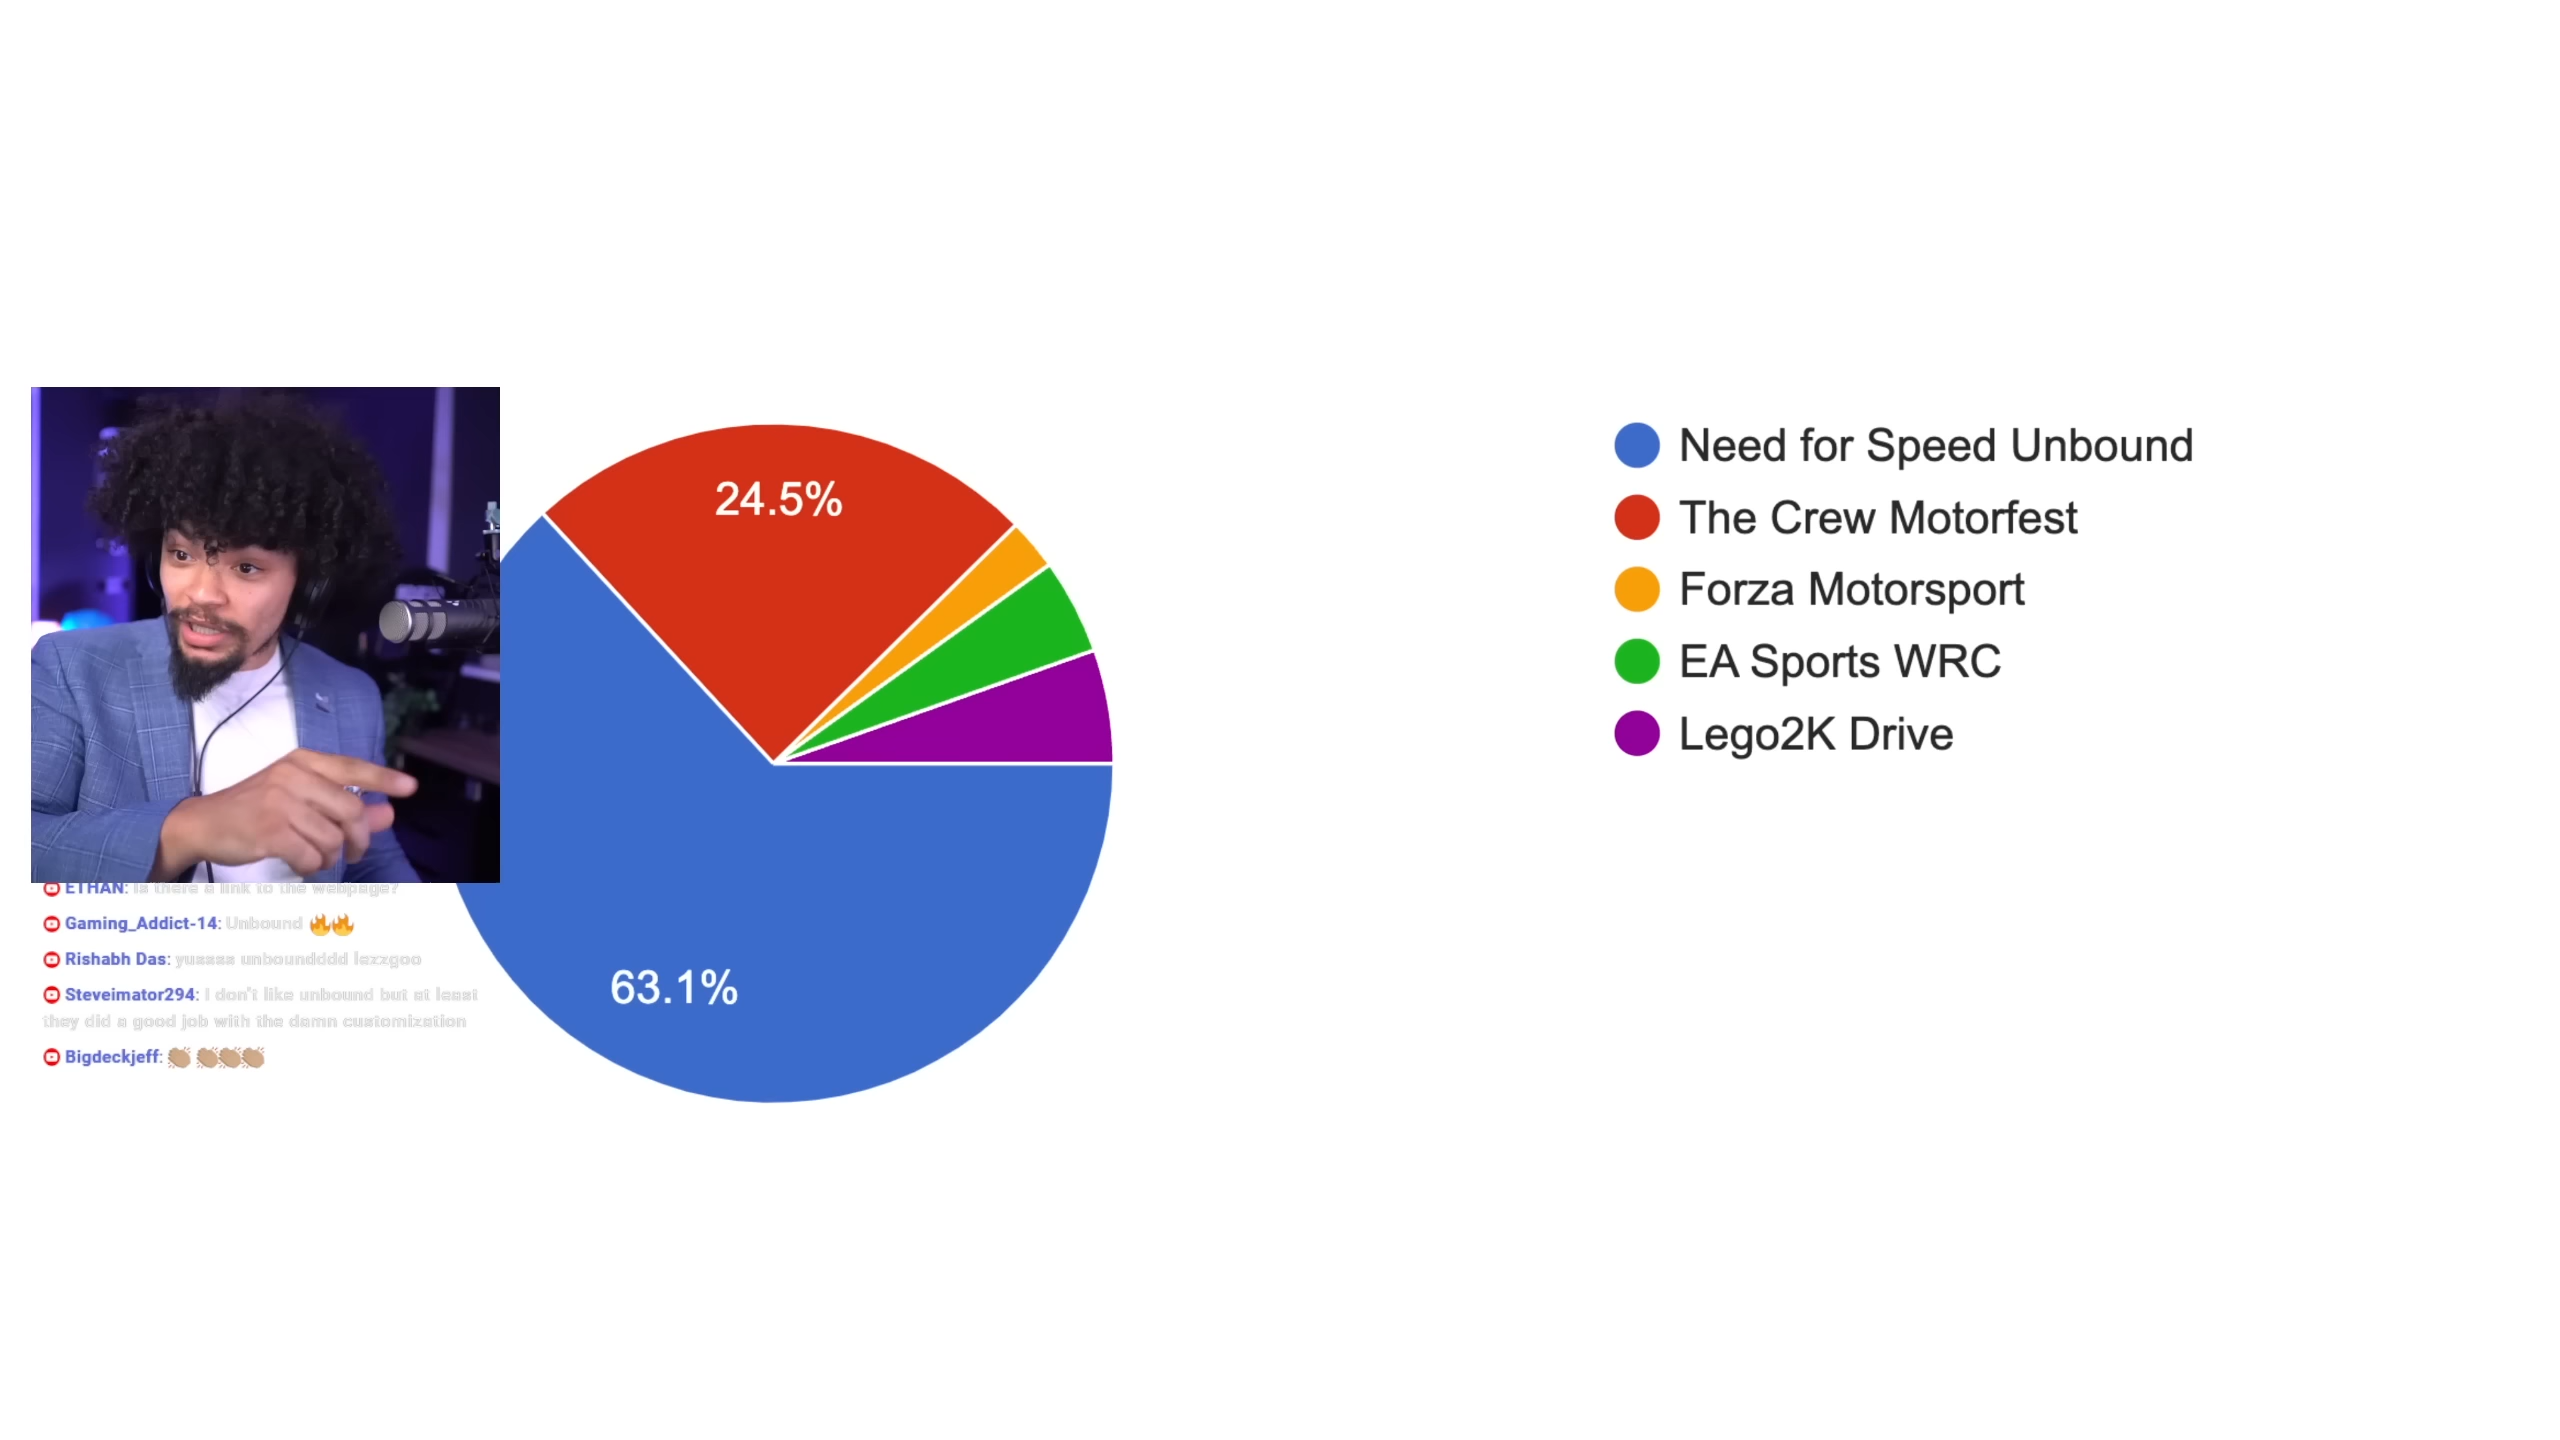 24.5%
63.1%
Need for Speed Unbound
The Crew Motorfest
Forza Motorsport
EA Sports WRC
Lego2K Drive
ETHAN: Is there a link to the webpage?
Gaming_Addict-14: Unbound 🔥🔥
Rishabh Das: yussss unboundddd lezzgoo
Steveimator294: I don't like unbound but at least
they did a good job with the damn customization
Bigdeckjeff: 👏🏽 👏🏽👏🏽👏🏽